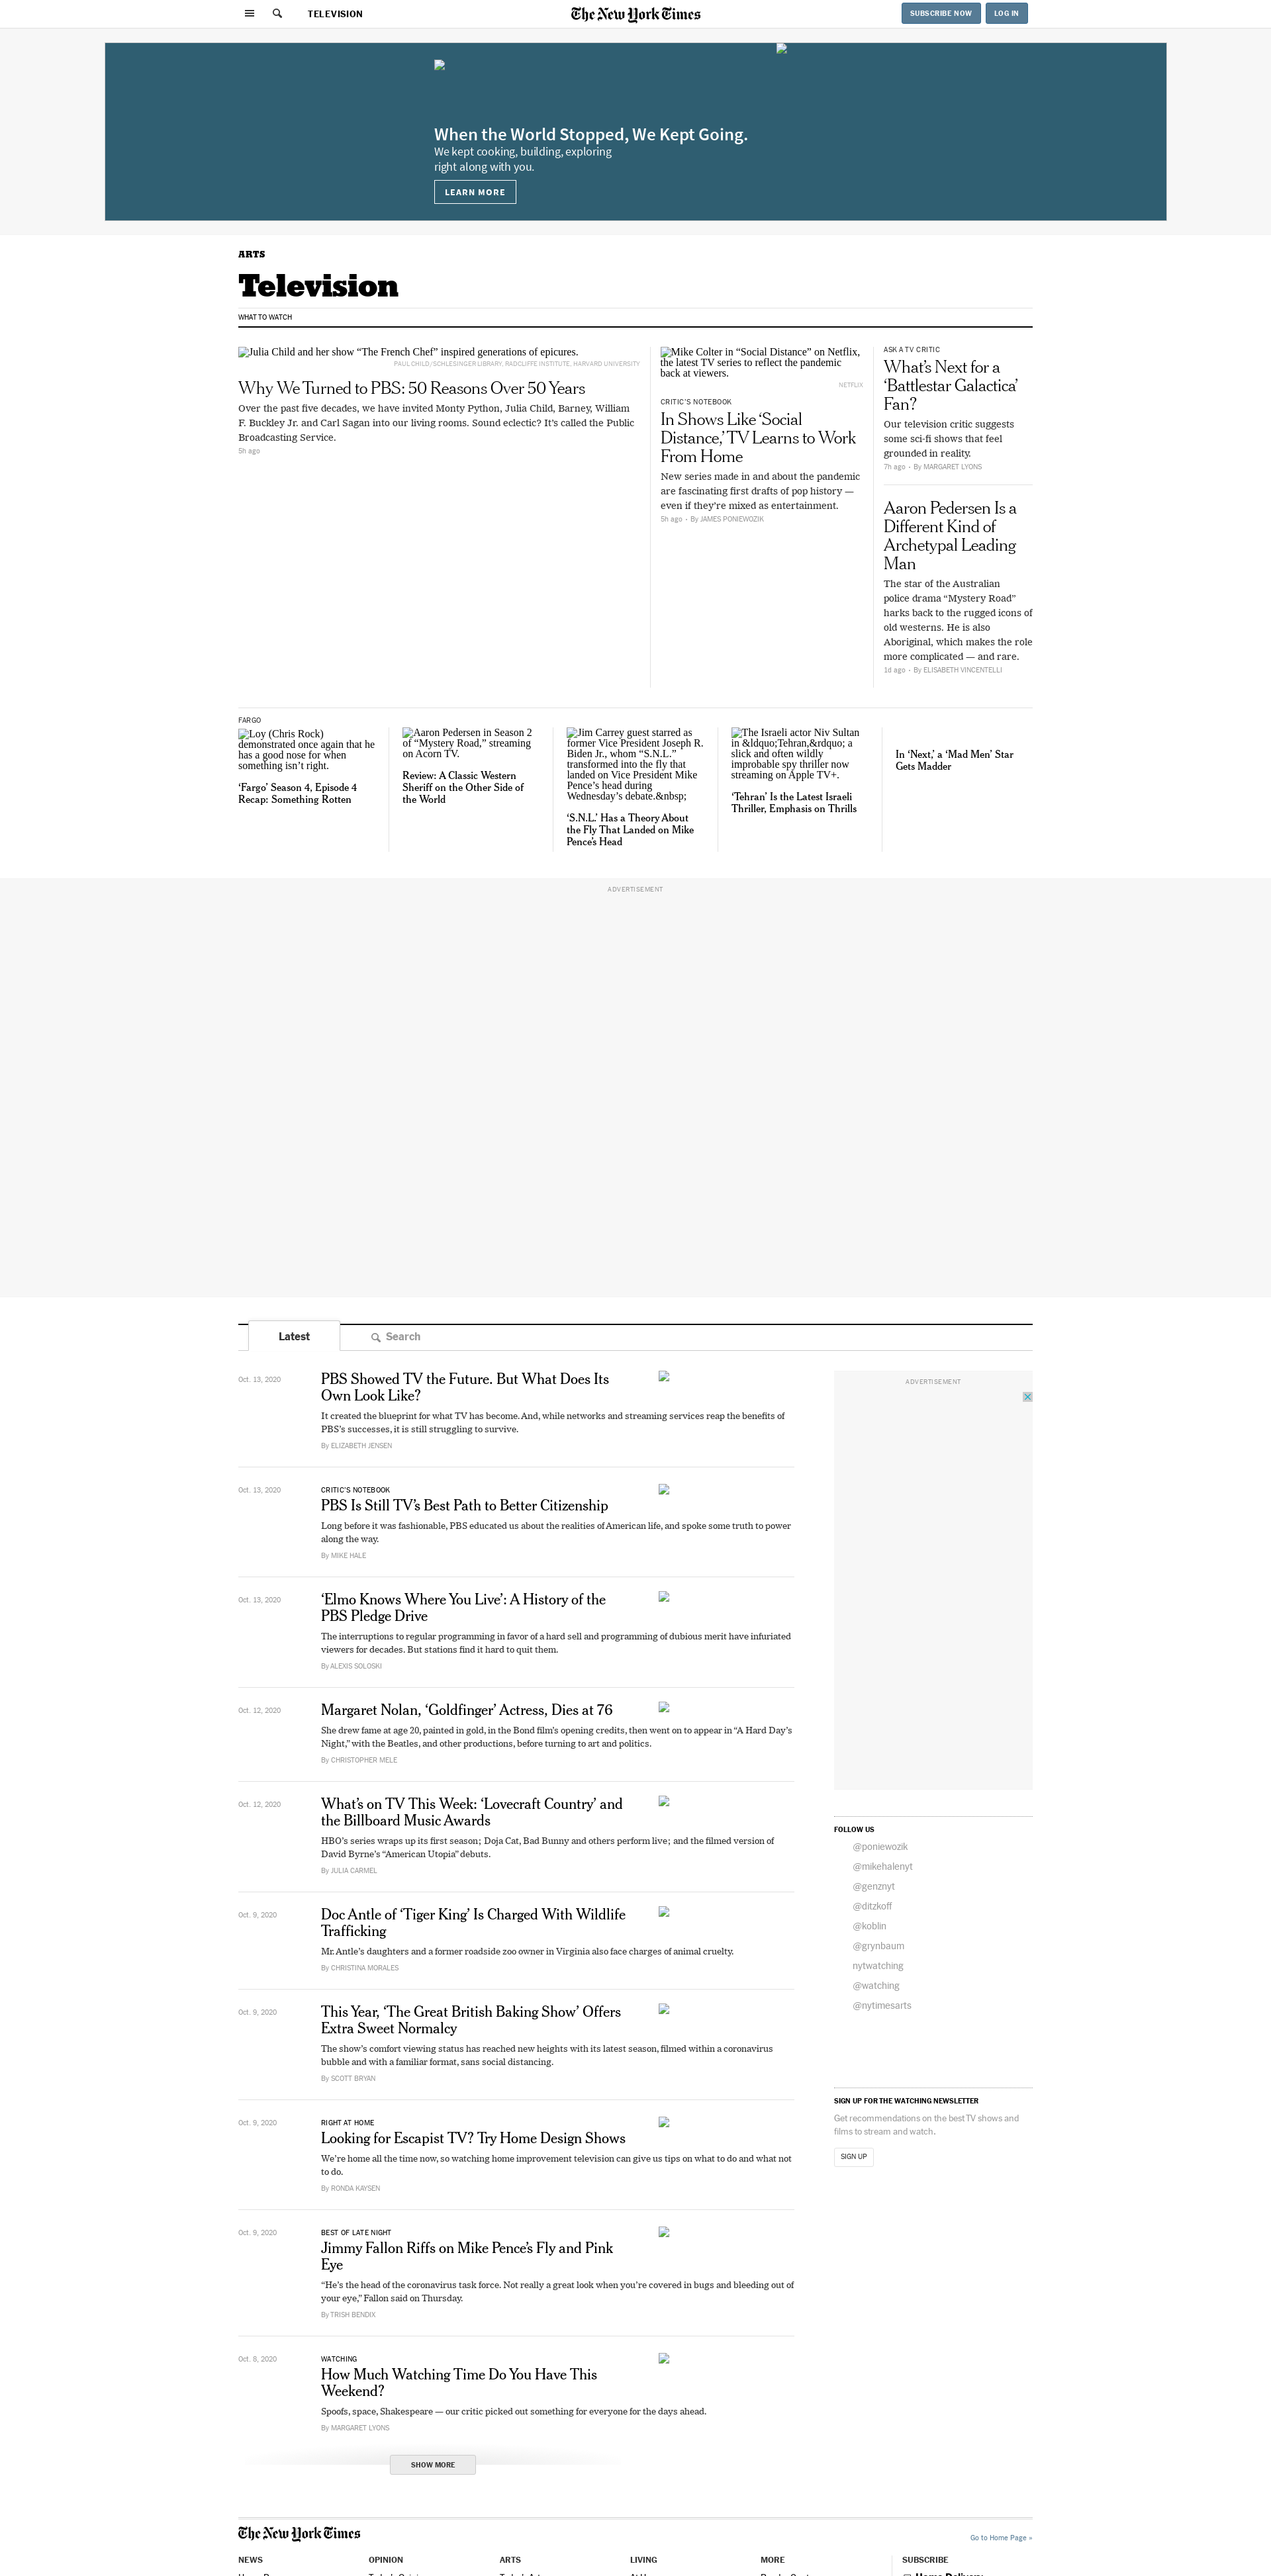 TELEVISION
The New York Times
SUBSCRIBE NOW
LOG IN
When the World Stopped, We Kept Going.
We kept cooking, building, exploring
right along with you.
LEARN MORE
ARTS
Television
WHAT TO WATCH
Julia Child and her show “The French Chef” inspired generations of epicures.
PAUL CHILD/SCHLESINGER LIBRARY, RADCLIFFE INSTITUTE, HARVARD UNIVERSITY
Why We Turned to PBS: 50 Reasons Over 50 Years
Over the past five decades, we have invited Monty Python, Julia Child, Barney, William
F. Buckley Jr. and Carl Sagan into our living rooms. Sound eclectic? It’s called the Public
Broadcasting Service.
5h ago
Mike Colter in “Social Distance” on Netflix,
the latest TV series to reflect the pandemic
back at viewers.
NETFLIX
CRITIC’S NOTEBOOK
In Shows Like ‘Social
Distance,’ TV Learns to Work
From Home
New series made in and about the pandemic
are fascinating first drafts of pop history —
even if they’re mixed as entertainment.
5h ago • By JAMES PONIEWOZIK
ASK A TV CRITIC
What’s Next for a
‘Battlestar Galactica’
Fan?
Our television critic suggests
some sci-fi shows that feel
grounded in reality.
7h ago • By MARGARET LYONS
Aaron Pedersen Is a
Different Kind of
Archetypal Leading
Man
The star of the Australian
police drama “Mystery Road”
harks back to the rugged icons of
old westerns. He is also
Aboriginal, which makes the role
more complicated — and rare.
1d ago • By ELISABETH VINCENTELLI
FARGO
Loy (Chris Rock)
demonstrated once again that he
has a good nose for when
something isn’t right.
‘Fargo’ Season 4, Episode 4
Recap: Something Rotten
Aaron Pedersen in Season 2
of “Mystery Road,” streaming
on Acorn TV.
Review: A Classic Western
Sheriff on the Other Side of
the World
Jim Carrey guest starred as
former Vice President Joseph R.
Biden Jr., whom “S.N.L.”
transformed into the fly that
landed on Vice President Mike
Pence’s head during
Wednesday’s debate.&nbsp;
‘S.N.L.’ Has a Theory About
the Fly That Landed on Mike
Pence’s Head
The Israeli actor Niv Sultan
in &ldquo;Tehran,&rdquo; a
slick and often wildly
improbable spy thriller now
streaming on Apple TV+.
‘Tehran’ Is the Latest Israeli
Thriller, Emphasis on Thrills
In ‘Next,’ a ‘Mad Men’ Star
Gets Madder
ADVERTISEMENT
Latest
Search
Oct. 13, 2020
PBS Showed TV the Future. But What Does Its
Own Look Like?
It created the blueprint for what TV has become. And, while networks and streaming services reap the benefits of
PBS’s successes, it is still struggling to survive.
By ELIZABETH JENSEN
Oct. 13, 2020
CRITIC’S NOTEBOOK
PBS Is Still TV’s Best Path to Better Citizenship
Long before it was fashionable, PBS educated us about the realities of American life, and spoke some truth to power
along the way.
By MIKE HALE
Oct. 13, 2020
‘Elmo Knows Where You Live’: A History of the
PBS Pledge Drive
The interruptions to regular programming in favor of a hard sell and programming of dubious merit have infuriated
viewers for decades. But stations find it hard to quit them.
By ALEXIS SOLOSKI
Oct. 12, 2020
Margaret Nolan, ‘Goldfinger’ Actress, Dies at 76
She drew fame at age 20, painted in gold, in the Bond film’s opening credits, then went on to appear in “A Hard Day’s
Night,” with the Beatles, and other productions, before turning to art and politics.
By CHRISTOPHER MELE
Oct. 12, 2020
What’s on TV This Week: ‘Lovecraft Country’ and
the Billboard Music Awards
HBO’s series wraps up its first season; Doja Cat, Bad Bunny and others perform live; and the filmed version of
David Byrne’s “American Utopia” debuts.
By JULIA CARMEL
Oct. 9, 2020
Doc Antle of ‘Tiger King’ Is Charged With Wildlife
Trafficking
Mr. Antle’s daughters and a former roadside zoo owner in Virginia also face charges of animal cruelty.
By CHRISTINA MORALES
Oct. 9, 2020
This Year, ‘The Great British Baking Show’ Offers
Extra Sweet Normalcy
The show’s comfort viewing status has reached new heights with its latest season, filmed within a coronavirus
bubble and with a familiar format, sans social distancing.
By SCOTT BRYAN
Oct. 9, 2020
RIGHT AT HOME
Looking for Escapist TV? Try Home Design Shows
We’re home all the time now, so watching home improvement television can give us tips on what to do and what not
to do.
By RONDA KAYSEN
Oct. 9, 2020
BEST OF LATE NIGHT
Jimmy Fallon Riffs on Mike Pence’s Fly and Pink
Eye
“He’s the head of the coronavirus task force. Not really a great look when you’re covered in bugs and bleeding out of
your eye,” Fallon said on Thursday.
By TRISH BENDIX
Oct. 8, 2020
WATCHING
How Much Watching Time Do You Have This
Weekend?
Spoofs, space, Shakespeare — our critic picked out something for everyone for the days ahead.
By MARGARET LYONS
SHOW MORE
ADVERTISEMENT
FOLLOW US
@poniewozik
@mikehalenyt
@genznyt
@ditzkoff
@koblin
@grynbaum
nytwatching
@watching
@nytimesarts
SIGN UP FOR THE WATCHING NEWSLETTER
Get recommendations on the best TV shows and
films to stream and watch.
SIGN UP
The New York Times
Go to Home Page »
NEWS
OPINION
ARTS
LIVING
MORE
SUBSCRIBE